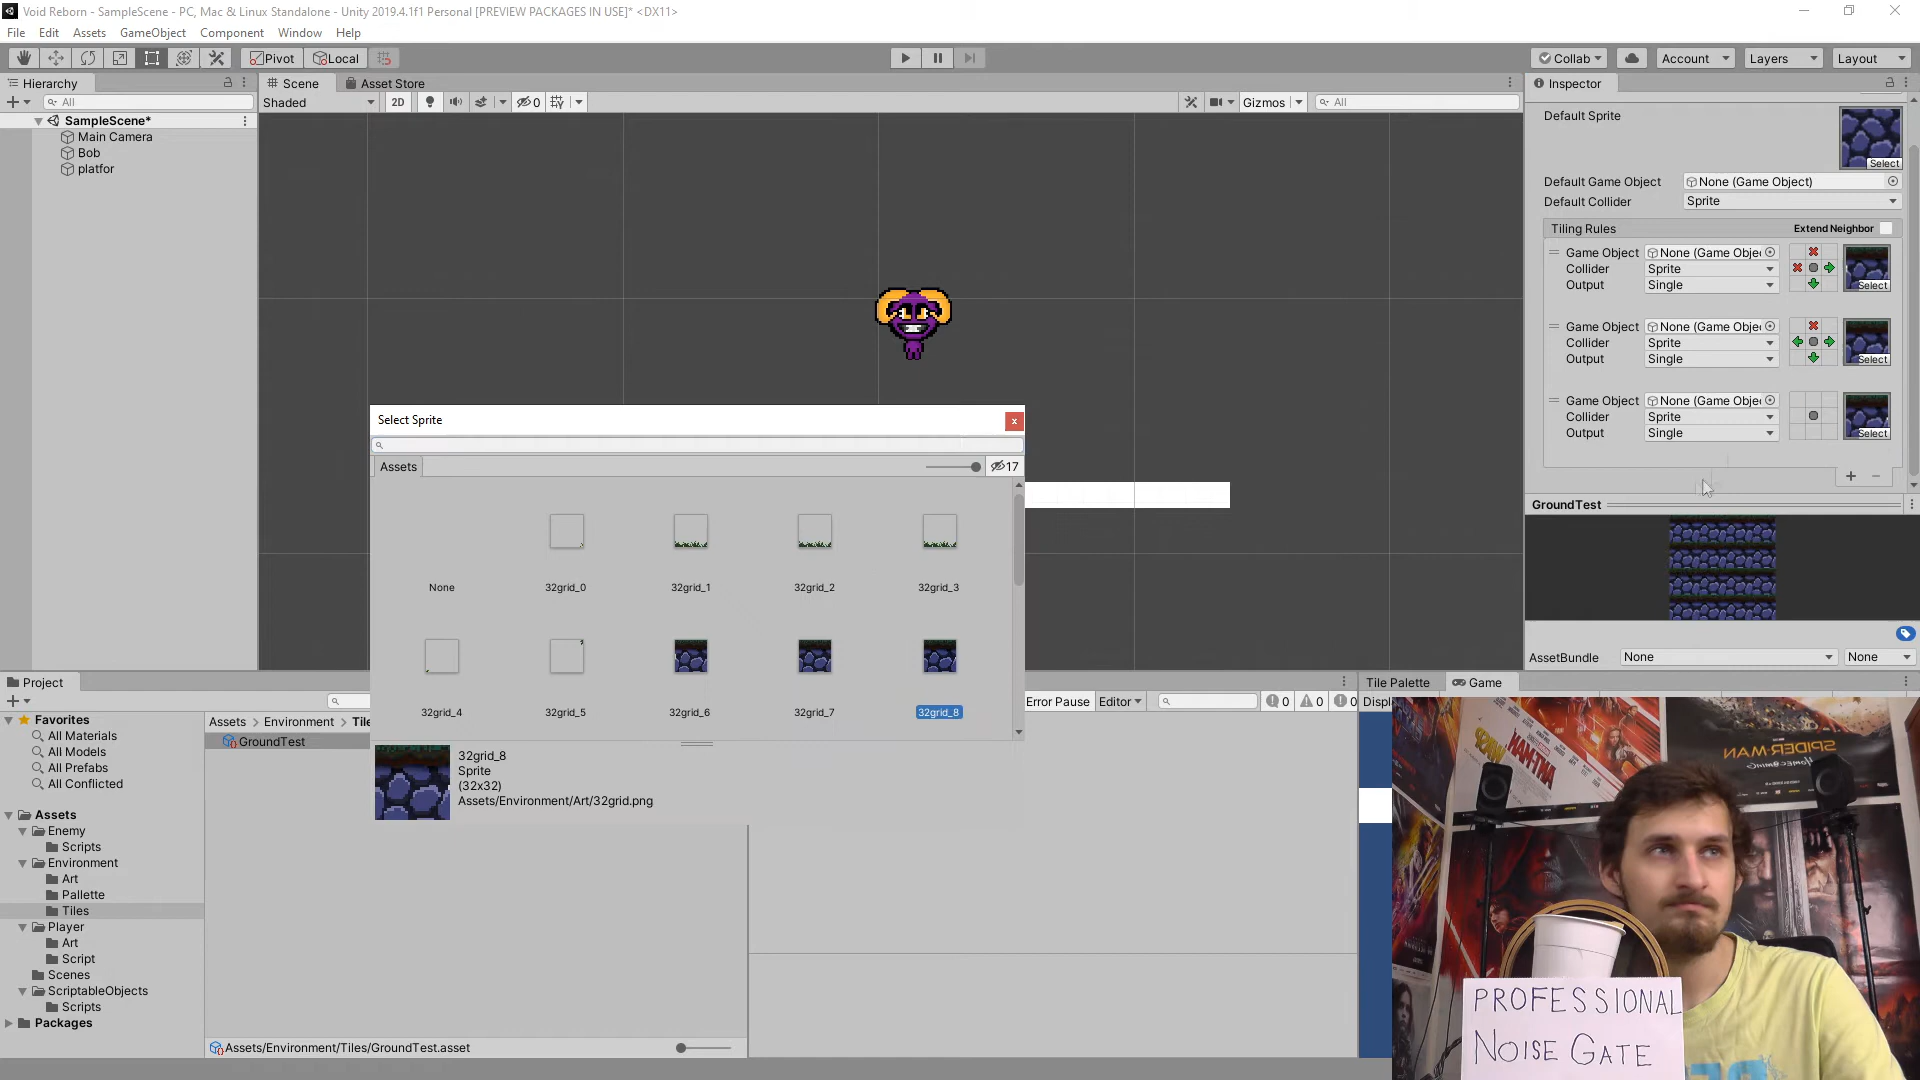 Void Reborn - SampleScene - PC, Mac & Linux Standalone - Unity 2019.4.1f1 Personal [PREVIEW PACKAGES IN USE]* <DX11>
File Edit Assets GameObject Component Window Help
Pivot Local Collab Account Layers Layout
Hierarchy Scene Asset Store Inspector
All Shaded 2D 0 Gizmos All
SampleScene*
Main Camera
Bob
platfor
Default Sprite
Select
Default Game Object None (Game Object)
Default Collider Sprite
Tiling Rules Extend Neighbor
Game Object None (Game Obje
Collider Sprite
Output Single
Select
Game Object None (Game Obje
Collider Sprite
Output Single
Select
Game Object None (Game Obje
Collider Sprite
Output Single
Select
GroundTest
AssetBundle None None
Select Sprite
Assets 17
None 32grid_0 32grid_1 32grid_2 32grid_3
32grid_4 32grid_5 32grid_6 32grid_7 32grid_8
32grid_8
Sprite
(32x32)
Assets/Environment/Art/32grid.png
Project
Favorites
All Materials
All Models
All Prefabs
All Conflicted
Assets
Enemy
Scripts
Environment
Art
Pallette
Tiles
Player
Art
Script
Scenes
ScriptableObjects
Scripts
Packages
Assets > Environment > Tile
GroundTest
Assets/Environment/Tiles/GroundTest.asset
Error Pause Editor 0 0 0
Tile Palette Game
Displ
SPIDER-MAN
HOMECOMING
ANT-MAN
WASP
PROFESSIONAL
NOISE GATE